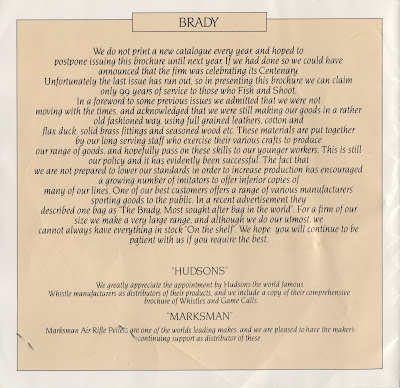 BRADY
We do not print a new catalogue every year, and hoped to
postpone issuing this brochure until next year. If we had done so we could have
announced that the firm was celebrating its Centenary
Unfortunately the last issue has run out, so in presenting this brochure we can claim
only 99 years of service to those who Fish and Shoot.
In a foreword to some previous issues we admitted that we were not
moving with the times, and acknowledged that we were still making our goods in a rather
old fashioned way, using full grained leathers, cotton and
flax duck, solid brass fittings and seasoned wood etc. These materials are put together
by our long serving staff who exercise their various crafts to produce
our range of goods, and hopefully pass on these skills to our younger workers. This is still
our policy and it has evidently been successful. The fact that
we are not prepared to lower our standards in order to increase production has encouraged
a growing number of imitators to offer inferior copies of
many of our lines. One of our best customers offers a range of various manufacturers
sporting goods to the public. In a recent advertisement they
described one bag as "The Brady, Most sought after bag in the world". For a firm of our
size we make a very large range, and although we do our utmost, we
cannot always have everything in stock "On the shelf". We hope you will continue to be
patient with us if you require the best.
"HUDSONS"
We greatly appreciate the appointment by Hudsons the world famous
Whistle manufacturers as distributors of their products, and we include a copy of their comprehensive
brochure of Whistles and Game Calls.
"MARKSMAN"
Marksman Air Rifle Pellets are one of the worlds leading makes, and we are pleased to have the maker's
continuing support as distributor of these